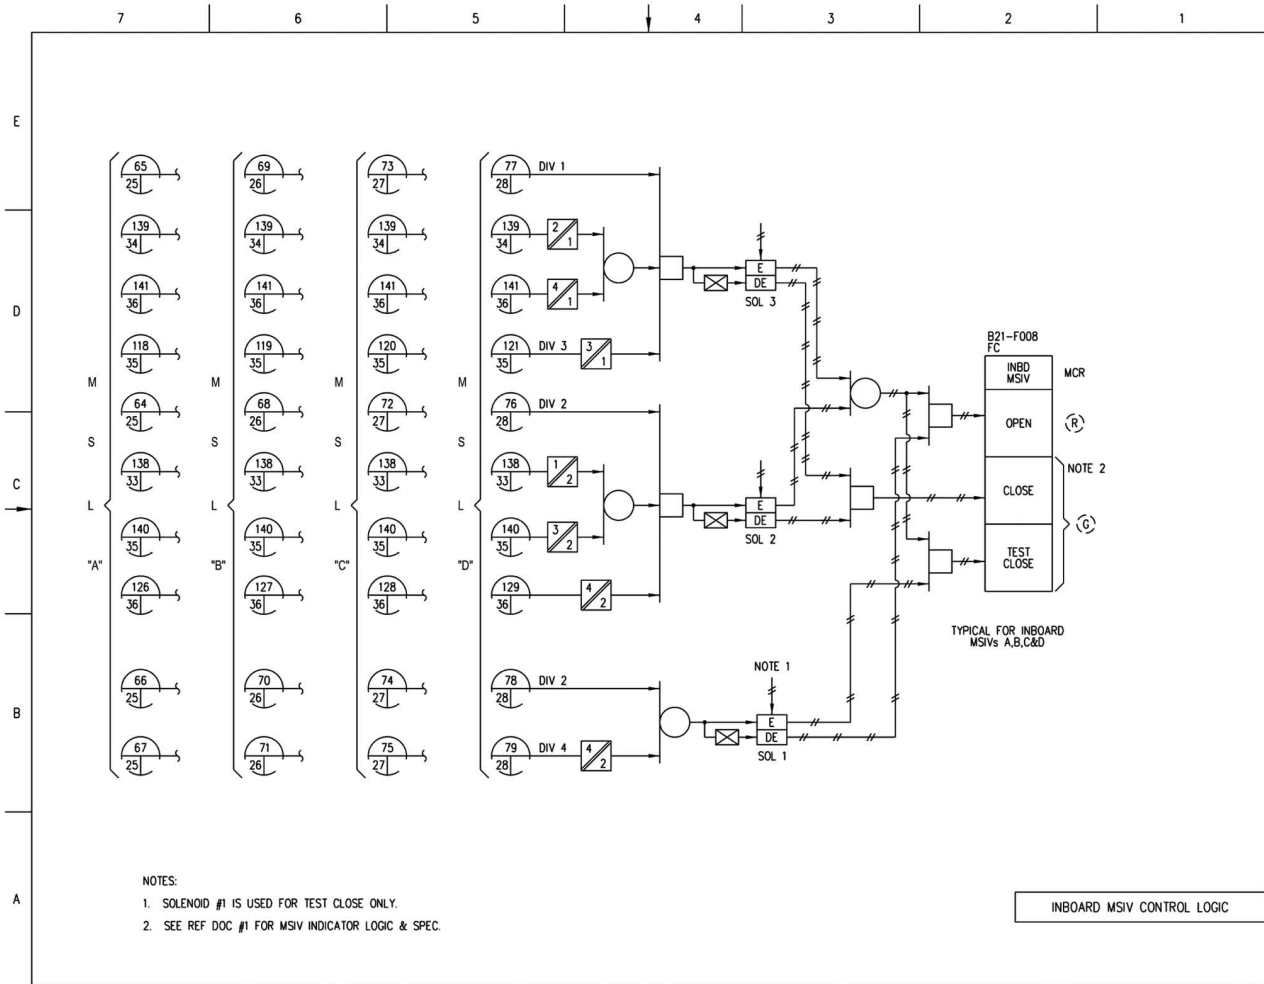 7 6 5 4 3 2 1
E
65 69 73 77 DIV 1
25 26 27 28
139 139 139 139 2
34 34 34 34 1
D
141 141 141 141 4
36 36 36 36 1
E
DE
SOL 3
118 119 120 121 DIV 3 3
35 35 35 35 1
B21-F008
FC
INBD
MSIV
MCR
M M M M
64 68 72 76 DIV 2
25 26 27 28
OPEN R
S S S S
138 138 138 138 1
33 33 33 33 2
NOTE 2
C
CLOSE
L L L L
E
DE
SOL 2
G
140 140 140 140 3
35 35 35 35 2
TEST
CLOSE
"A" "B" "C" "D"
126 127 128 129 4
36 36 36 36 2
TYPICAL FOR INBOARD
MSIVs A,B,C&D
NOTE 1
66 70 74 78 DIV 2
25 26 27 28
B
E
DE
SOL 1
67 71 75 79 DIV 4 4
25 26 27 28 2
A
NOTES:
1. SOLENOID #1 IS USED FOR TEST CLOSE ONLY.
2. SEE REF DOC #1 FOR MSIV INDICATOR LOGIC & SPEC.
INBOARD MSIV CONTROL LOGIC